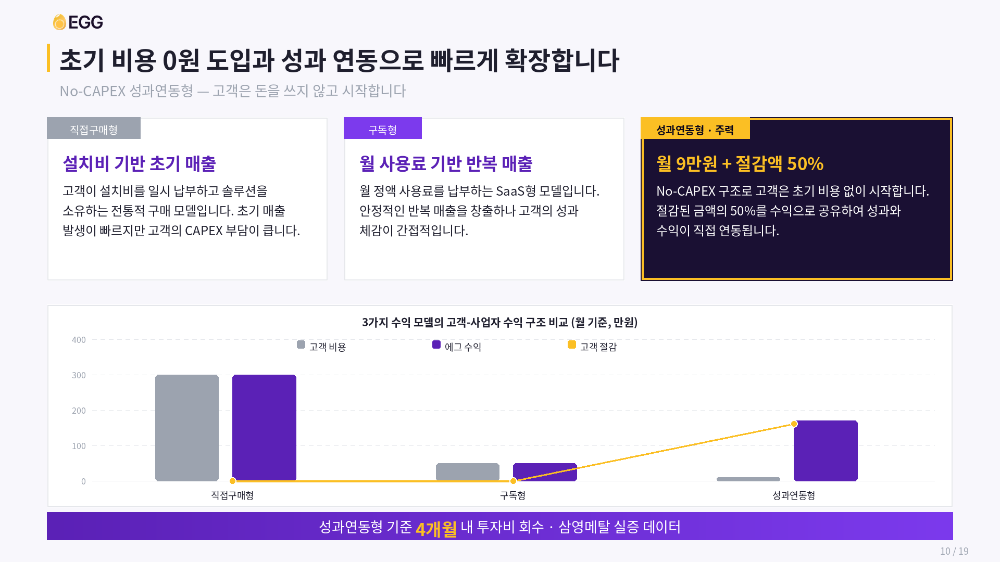 EGG
초기 비용 0원 도입과 성과 연동으로 빠르게 확장합니다
No-CAPEX 성과연동형 — 고객은 돈을 쓰지 않고 시작합니다
직접구매형
설치비 기반 초기 매출
고객이 설치비를 일시 납부하고 솔루션을
소유하는 전통적 구매 모델입니다. 초기 매출
발생이 빠르지만 고객의 CAPEX 부담이 큽니다.
구독형
월 사용료 기반 반복 매출
월 정액 사용료를 납부하는 SaaS형 모델입니다.
안정적인 반복 매출을 창출하나 고객의 성과
체감이 간접적입니다.
성과연동형 · 주력
월 9만원 + 절감액 50%
No-CAPEX 구조로 고객은 초기 비용 없이 시작합니다.
절감된 금액의 50%를 수익으로 공유하여 성과와
수익이 직접 연동됩니다.
3가지 수익 모델의 고객-사업자 수익 구조 비교 (월 기준, 만원)
고객 비용
에그 수익
고객 절감
400
300
200
100
0
직접구매형
구독형
성과연동형
성과연동형 기준 4개월 내 투자비 회수 · 삼영메탈 실증 데이터
10 / 19